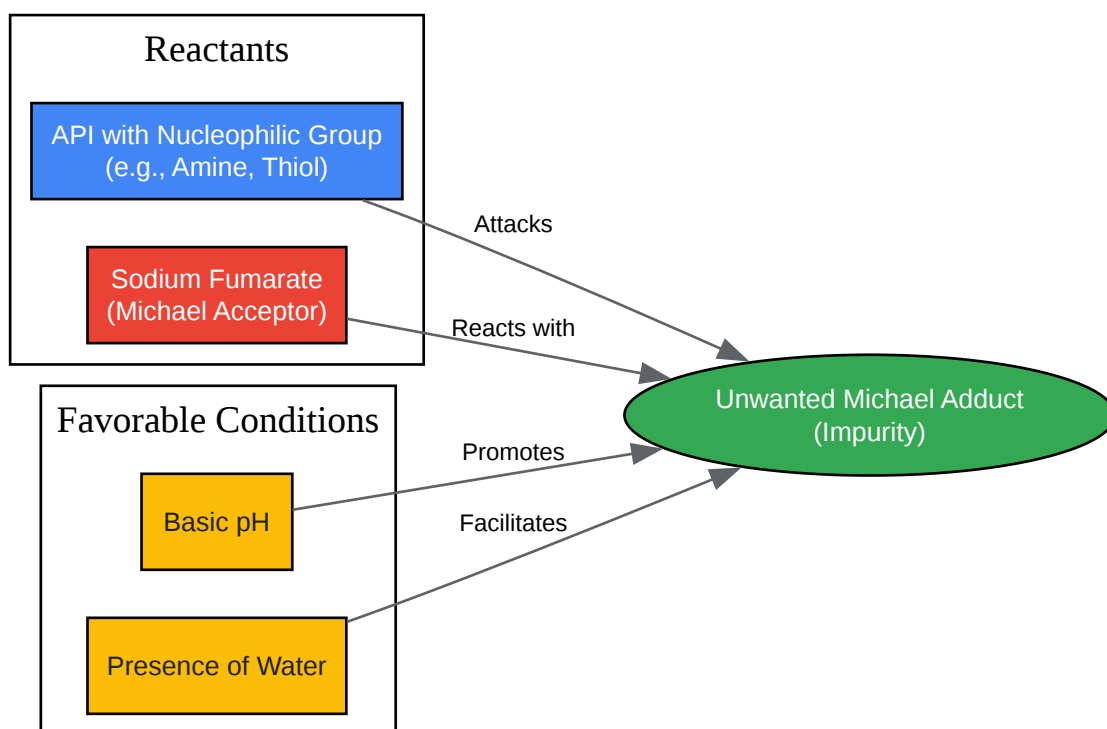 Reactants
API with Nucleophilic Group
(e.g., Amine, Thiol)
Sodium Fumarate
(Michael Acceptor)
Attacks
Reacts with
Favorable Conditions
Basic pH
Presence of Water
Promotes
Facilitates
Unwanted Michael Adduct
(Impurity)